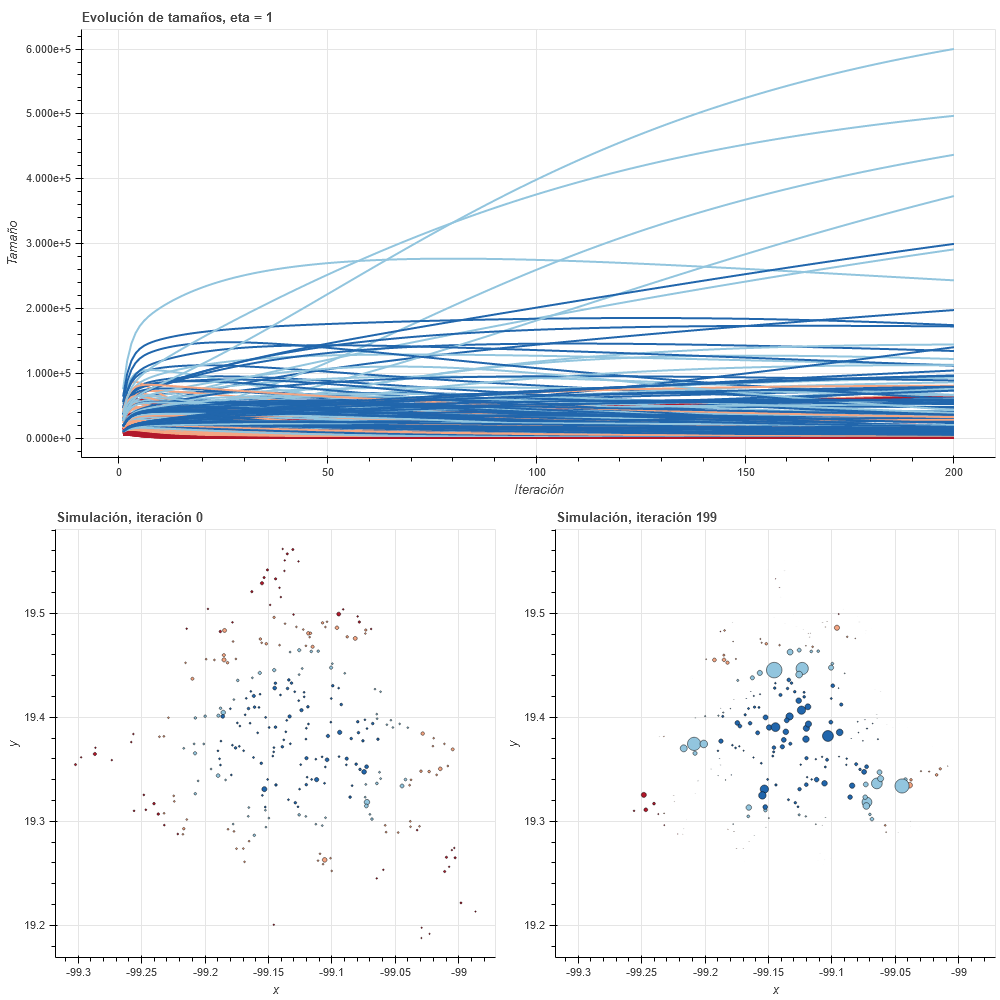 Evolución de tamaños, eta = 1
6.000e+5
5.000e+5
4.000e+5
3.000e+5
2.000e+5
1.000e+5
0.000e+0
Tamaño
0 50 100 150 200
Iteración
Simulación, iteración 0
19.5
19.4
19.3
19.2
y
-99.3 -99.25 -99.2 -99.15 -99.1 -99.05 -99
x
Simulación, iteración 199
19.5
19.4
19.3
19.2
y
-99.3 -99.25 -99.2 -99.15 -99.1 -99.05 -99
x